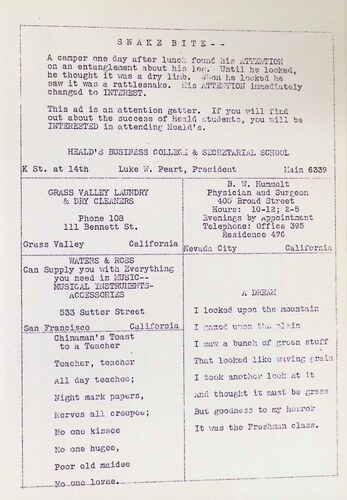 SNAKE BITE--
A camper one day after lunch found his ATTENTION
on an entanglement about his leg. Until he looked,
he thought it was a dry limb. When he looked he
saw it was a rattlesnake. His ATTENTION immediately
changed to INTEREST.
This ad is an attention getter. If you will find
out about the success of Heald students, you will be
INTERESTED in attending Heald's.
HEALD'S BUSINESS COLLEGE & SECRETARIAL SCHOOL
K St. at 14th Luke W. Peart, President Main 6339
GRASS VALLEY LAUNDRY
& DRY CLEANERS
Phone 108
111 Bennett St.
Grass Valley California
B. W. Hummelt
Physician and Surgeon
400 Broad Street
Hours: 10-12; 2-5
Evenings by Appointment
Telephone: Office 395
Residence 476
Nevada City California
WATERS & ROSS
Can Supply you with Everything
you need in MUSIC--
MUSICAL INSTRUMENTS-
ACCESSORIES
533 Sutter Street
San Francisco California
Chinaman's Toast
to a Teacher
Teacher, teacher
All day teachee;
Night mark papers,
Nerves all creepee;
No one kissee
No one hugee,
Poor old maidee
No one lovee.
A DREAM
I looked upon the mountain
I gazed upon the plain
I saw a bunch of green stuff
That looked like waving grain
I took another look at it
And thought it must be grass
But goodness to my horror
It was the Freshman class.